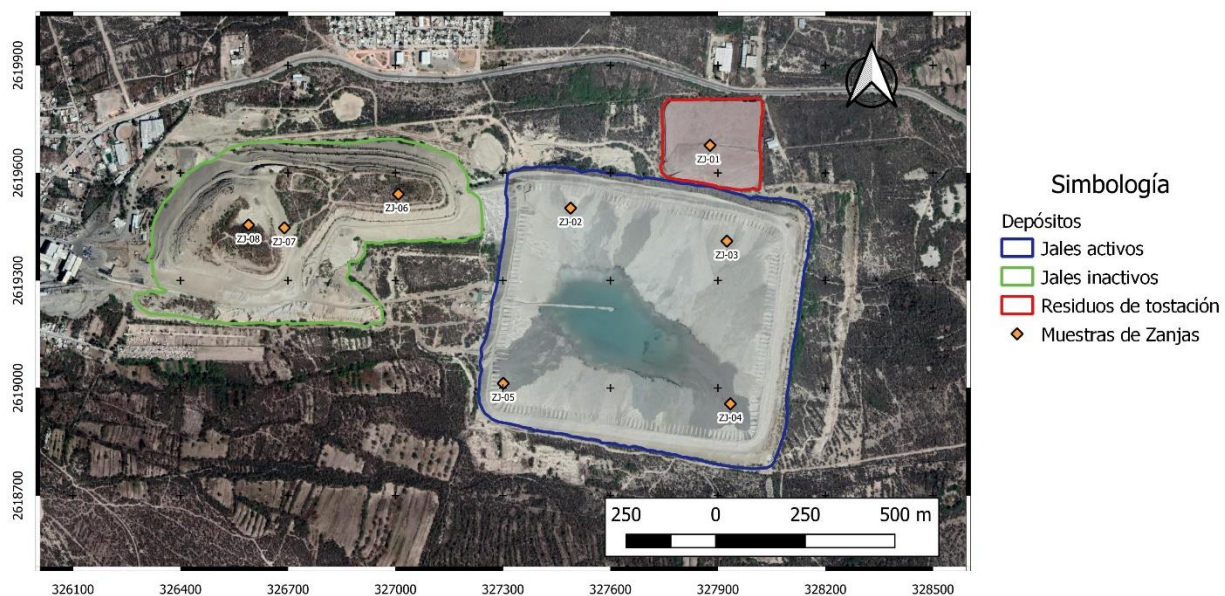 2619900
2619600
2619300
2619000
2618700
ZJ-01
ZJ-02
ZJ-03
ZJ-04
ZJ-05
ZJ-06
ZJ-07
ZJ-08
250 0 250 500 m
326100 326400 326700 327000 327300 327600 327900 328200 328500
Simbología
Depósitos
Jales activos
Jales inactivos
Residuos de tostación
Muestras de Zanjas